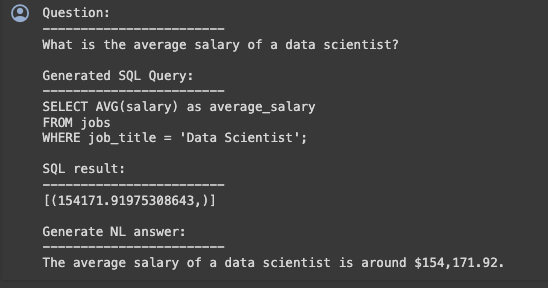 Question:
------------------------
What is the average salary of a data scientist?
Generated SQL Query:
------------------------
SELECT AVG(salary) as average_salary
FROM jobs
WHERE job_title = 'Data Scientist';
SQL result:
------------------------
[(154171.91975308643,)]
Generate NL answer:
------------------------
The average salary of a data scientist is around $154,171.92.